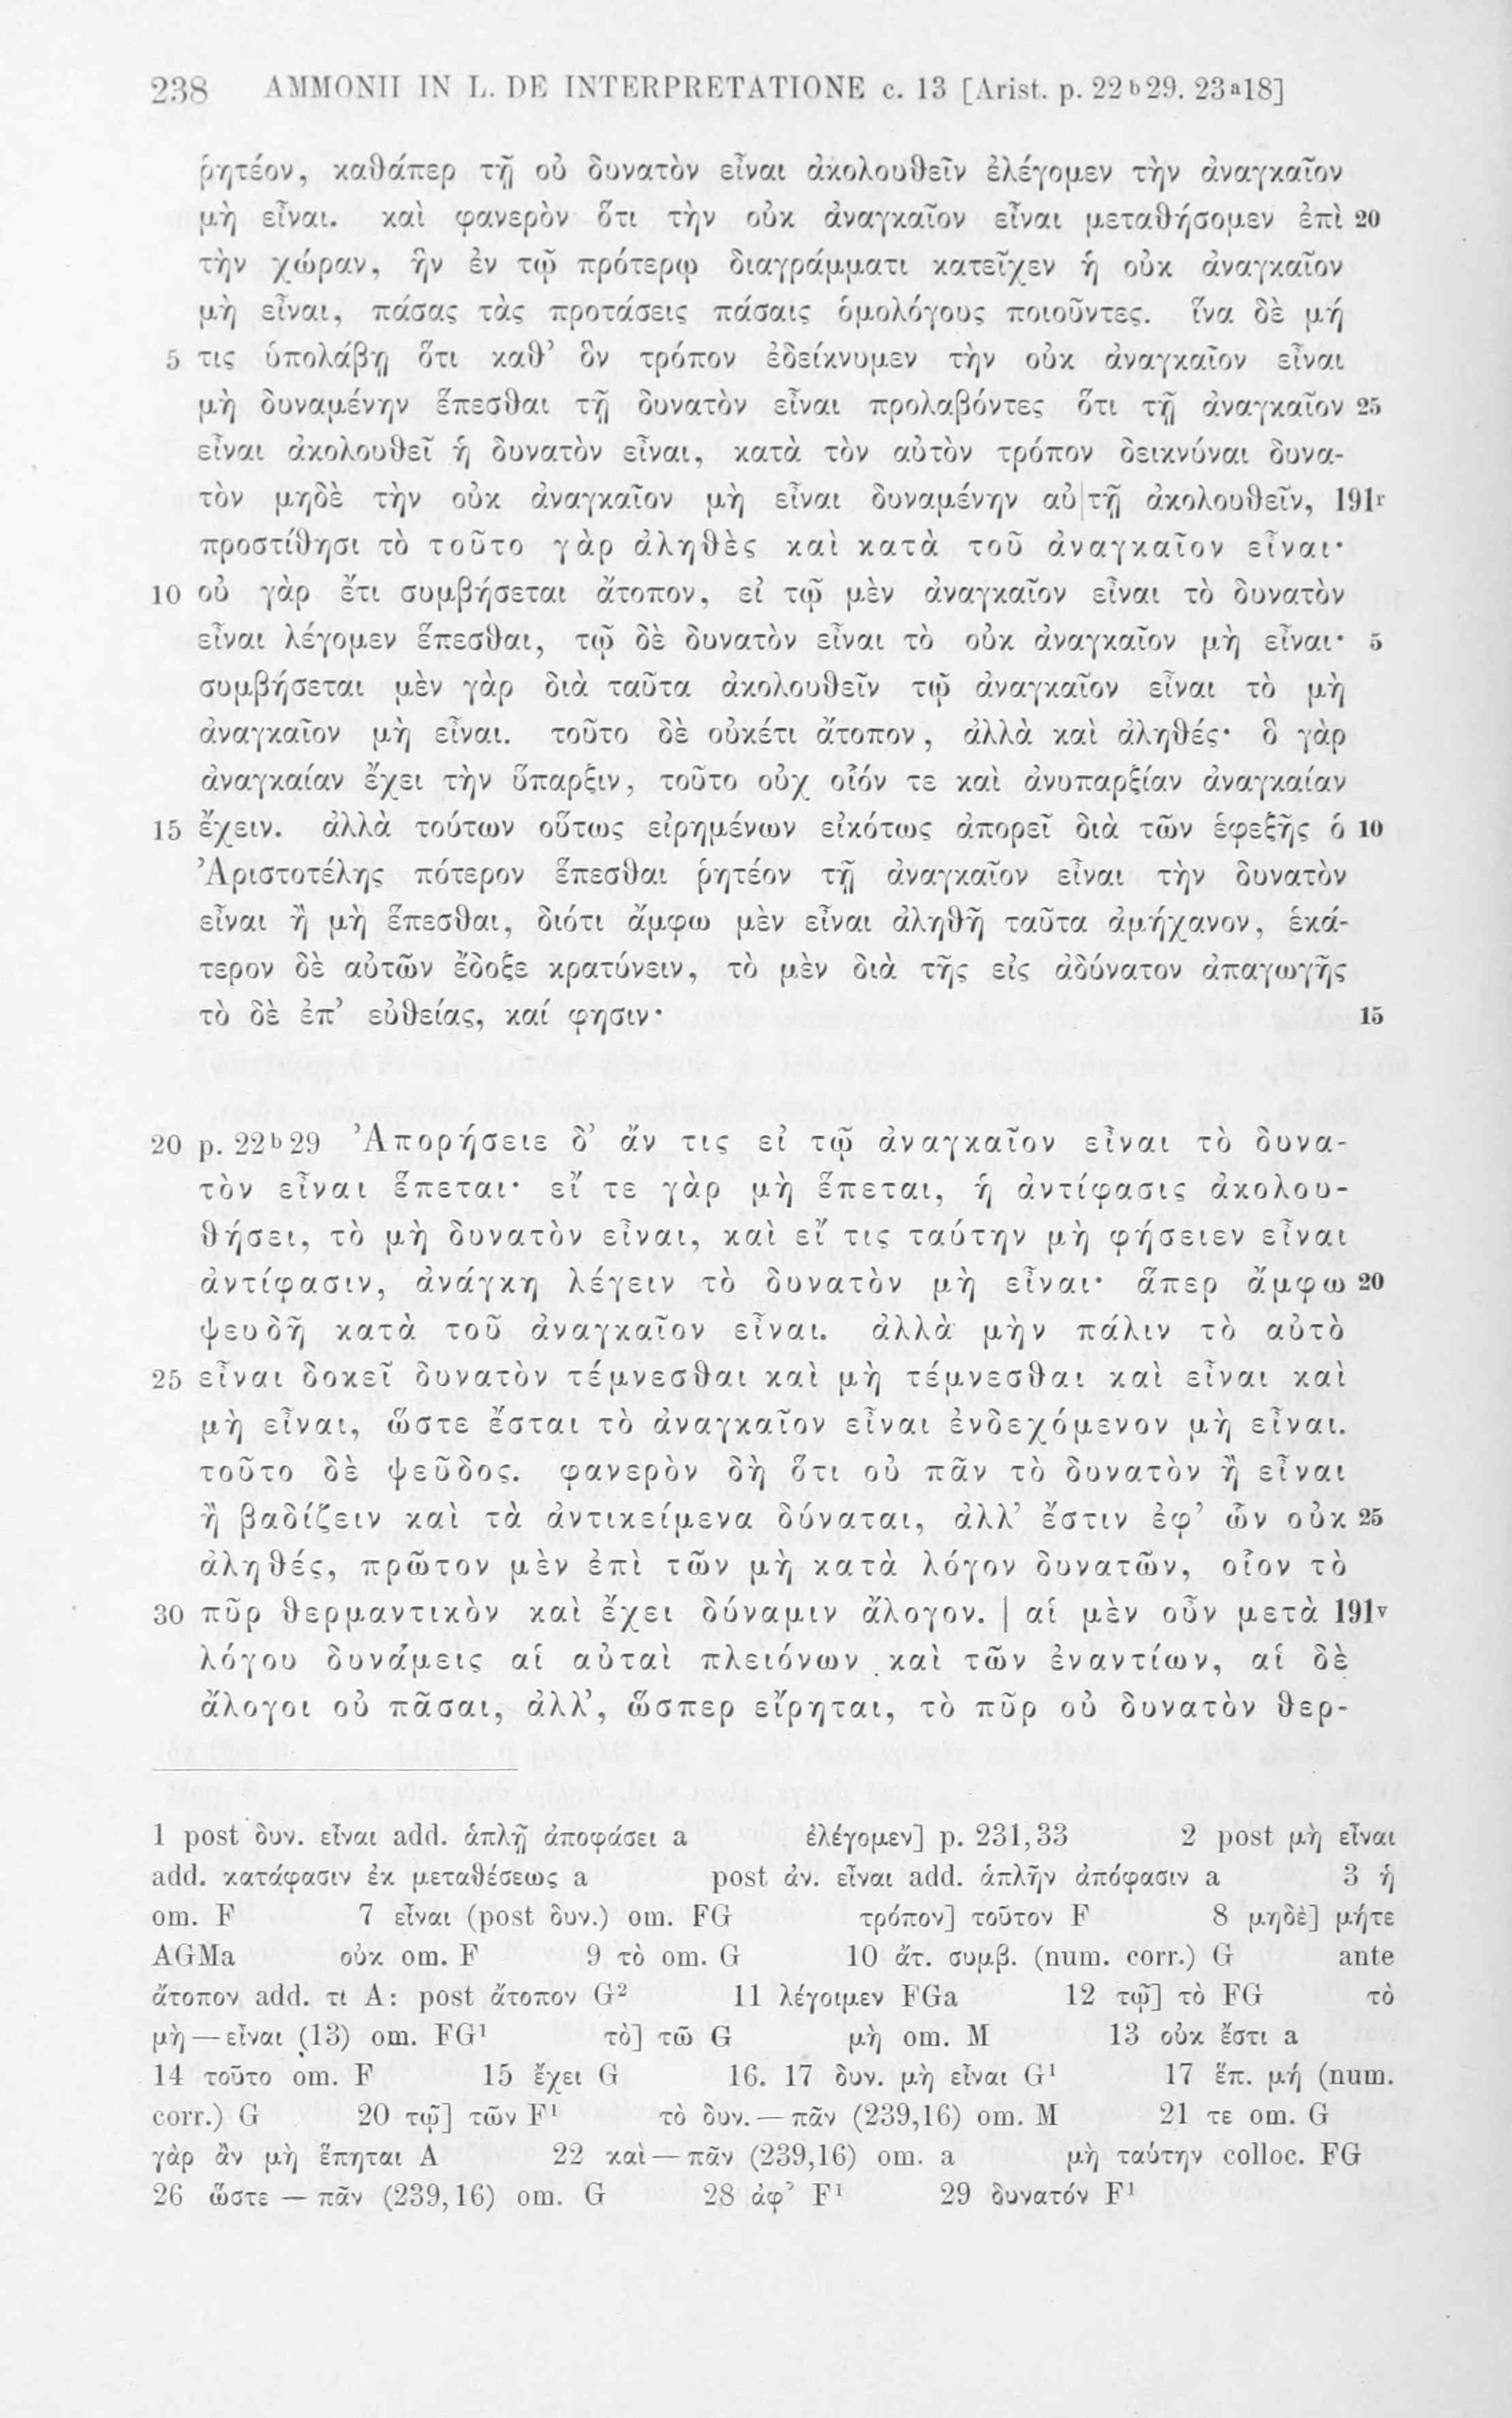 238 AMMONII IN L. DE INTERPRETATIONE c. 13 [Arist. p. 22ᵇ29. 23ᵃ18]
ῥητέον, καθάπερ τῇ οὐ δυνατὸν εἶναι ἀκολουθεῖν ἐλέγομεν τὴν ἀναγκαῖον
μὴ εἶναι. καὶ φανερὸν ὅτι τὴν οὐκ ἀναγκαῖον εἶναι μεταθήσομεν ἐπὶ 20
τὴν χώραν, ἣν ἐν τῷ πρότερῳ διαγράμματι κατεῖχεν ἡ οὐκ ἀναγκαῖον
μὴ εἶναι, πάσας τὰς προτάσεις πάσαις ὁμολόγους ποιοῦντες. ἵνα δὲ μή
5 τις ὑπολάβῃ ὅτι καθ’ ὃν τρόπον ἐδείκνυμεν τὴν οὐκ ἀναγκαῖον εἶναι
μὴ δυναμένην ἕπεσθαι τῇ δυνατὸν εἶναι προλαβόντες ὅτι τῇ ἀναγκαῖον 25
εἶναι ἀκολουθεῖ ἡ δυνατὸν εἶναι, κατὰ τὸν αὐτὸν τρόπον δεικνύναι δυνα-
τὸν μηδὲ τὴν οὐκ ἀναγκαῖον μὴ εἶναι δυναμένην αὐ|τῇ ἀκολουθεῖν, 191ʳ
προστίθησι τὸ τοῦτο γὰρ ἀληθὲς καὶ κατὰ τοῦ ἀναγκαῖον εἶναι·
10 οὐ γὰρ ἔτι συμβήσεται ἄτοπον, εἰ τῷ μὲν ἀναγκαῖον εἶναι τὸ δυνατὸν
εἶναι λέγομεν ἕπεσθαι, τῷ δὲ δυνατὸν εἶναι τὸ οὐκ ἀναγκαῖον μὴ εἶναι· 5
συμβήσεται μὲν γὰρ διὰ ταῦτα ἀκολουθεῖν τῷ ἀναγκαῖον εἶναι τὸ μὴ
ἀναγκαῖον μὴ εἶναι. τοῦτο δὲ οὐκέτι ἄτοπον, ἀλλὰ καὶ ἀληθές· ὃ γὰρ
ἀναγκαίαν ἔχει τὴν ὕπαρξιν, τοῦτο οὐχ οἷόν τε καὶ ἀνυπαρξίαν ἀναγκαίαν
15 ἔχειν. ἀλλὰ τούτων οὕτως εἰρημένων εἰκότως ἀπορεῖ διὰ τῶν ἑφεξῆς ὁ 10
Ἀριστοτέλης πότερον ἕπεσθαι ῥητέον τῇ ἀναγκαῖον εἶναι τὴν δυνατὸν
εἶναι ἢ μὴ ἕπεσθαι, διότι ἄμφω μὲν εἶναι ἀληθῆ ταῦτα ἀμήχανον, ἑκά-
τερον δὲ αὐτῶν ἔδοξε κρατύνειν, τὸ μὲν διὰ τῆς εἰς ἀδύνατον ἀπαγωγῆς
τὸ δὲ ἐπ’ εὐθείας, καί φησιν· 15
20 p. 22ᵇ29 Ἀπορήσειε δ’ ἄν τις εἰ τῷ ἀναγκαῖον εἶναι τὸ δυνα-
τὸν εἶναι ἕπεται· εἴ τε γὰρ μὴ ἕπεται, ἡ ἀντίφασις ἀκολου-
θήσει, τὸ μὴ δυνατὸν εἶναι, καὶ εἴ τις ταύτην μὴ φήσειεν εἶναι
ἀντίφασιν, ἀνάγκη λέγειν τὸ δυνατὸν μὴ εἶναι· ἅπερ ἄμφω 20
ψευδῆ κατὰ τοῦ ἀναγκαῖον εἶναι. ἀλλὰ μὴν πάλιν τὸ αὐτὸ
25 εἶναι δοκεῖ δυνατὸν τέμνεσθαι καὶ μὴ τέμνεσθαι καὶ εἶναι καὶ
μὴ εἶναι, ὥστε ἔσται τὸ ἀναγκαῖον εἶναι ἐνδεχόμενον μὴ εἶναι.
τοῦτο δὲ ψεῦδος. φανερὸν δὴ ὅτι οὐ πᾶν τὸ δυνατὸν ἢ εἶναι
ἢ βαδίζειν καὶ τὰ ἀντικείμενα δύναται, ἀλλ’ ἔστιν ἐφ’ ὧν οὐκ 25
ἀληθές, πρῶτον μὲν ἐπὶ τῶν μὴ κατὰ λόγον δυνατῶν, οἷον τὸ
30 πῦρ θερμαντικὸν καὶ ἔχει δύναμιν ἄλογον. | αἱ μὲν οὖν μετὰ 191ᵛ
λόγου δυνάμεις αἱ αὐταὶ πλειόνων καὶ τῶν ἐναντίων, αἱ δὲ
ἄλογοι οὐ πᾶσαι, ἀλλ’, ὥσπερ εἴρηται, τὸ πῦρ οὐ δυνατὸν θερ-
1 post δυν. εἶναι add. ἁπλῇ ἀποφάσει a ἐλέγομεν] p. 231,33 2 post μὴ εἶναι
add. κατάφασιν ἐκ μεταθέσεως a post ἀν. εἶναι add. ἁπλῆν ἀπόφασιν a 3 ἡ
om. F 7 εἶναι (post δυν.) om. FG τρόπον] τοῦτον F 8 μηδὲ] μήτε
AGMa οὐκ om. F 9 τὸ om. G 10 ἄτ. συμβ. (num. corr.) G ante
ἄτοπον add. τι A: post ἄτοπον G² 11 λέγοιμεν FGa 12 τῷ] τὸ FG τὸ
μὴ — εἶναι (13) om. FG¹ τὸ] τῶ G μὴ om. M 13 οὐκ ἔστι a
14 τοῦτο om. F 15 ἔχει G 16. 17 δυν. μὴ εἶναι G¹ 17 ἕπ. μή (num.
corr.) G 20 τῷ] τῶν F¹ τὸ δυν. — πᾶν (239,16) om. M 21 τε om. G
γὰρ ἂν μὴ ἕπηται A 22 καὶ — πᾶν (239,16) om. a μὴ ταύτην colloc. FG
26 ὥστε — πᾶν (239,16) om. G 28 ἀφ’ F¹ 29 δυνατόν F¹